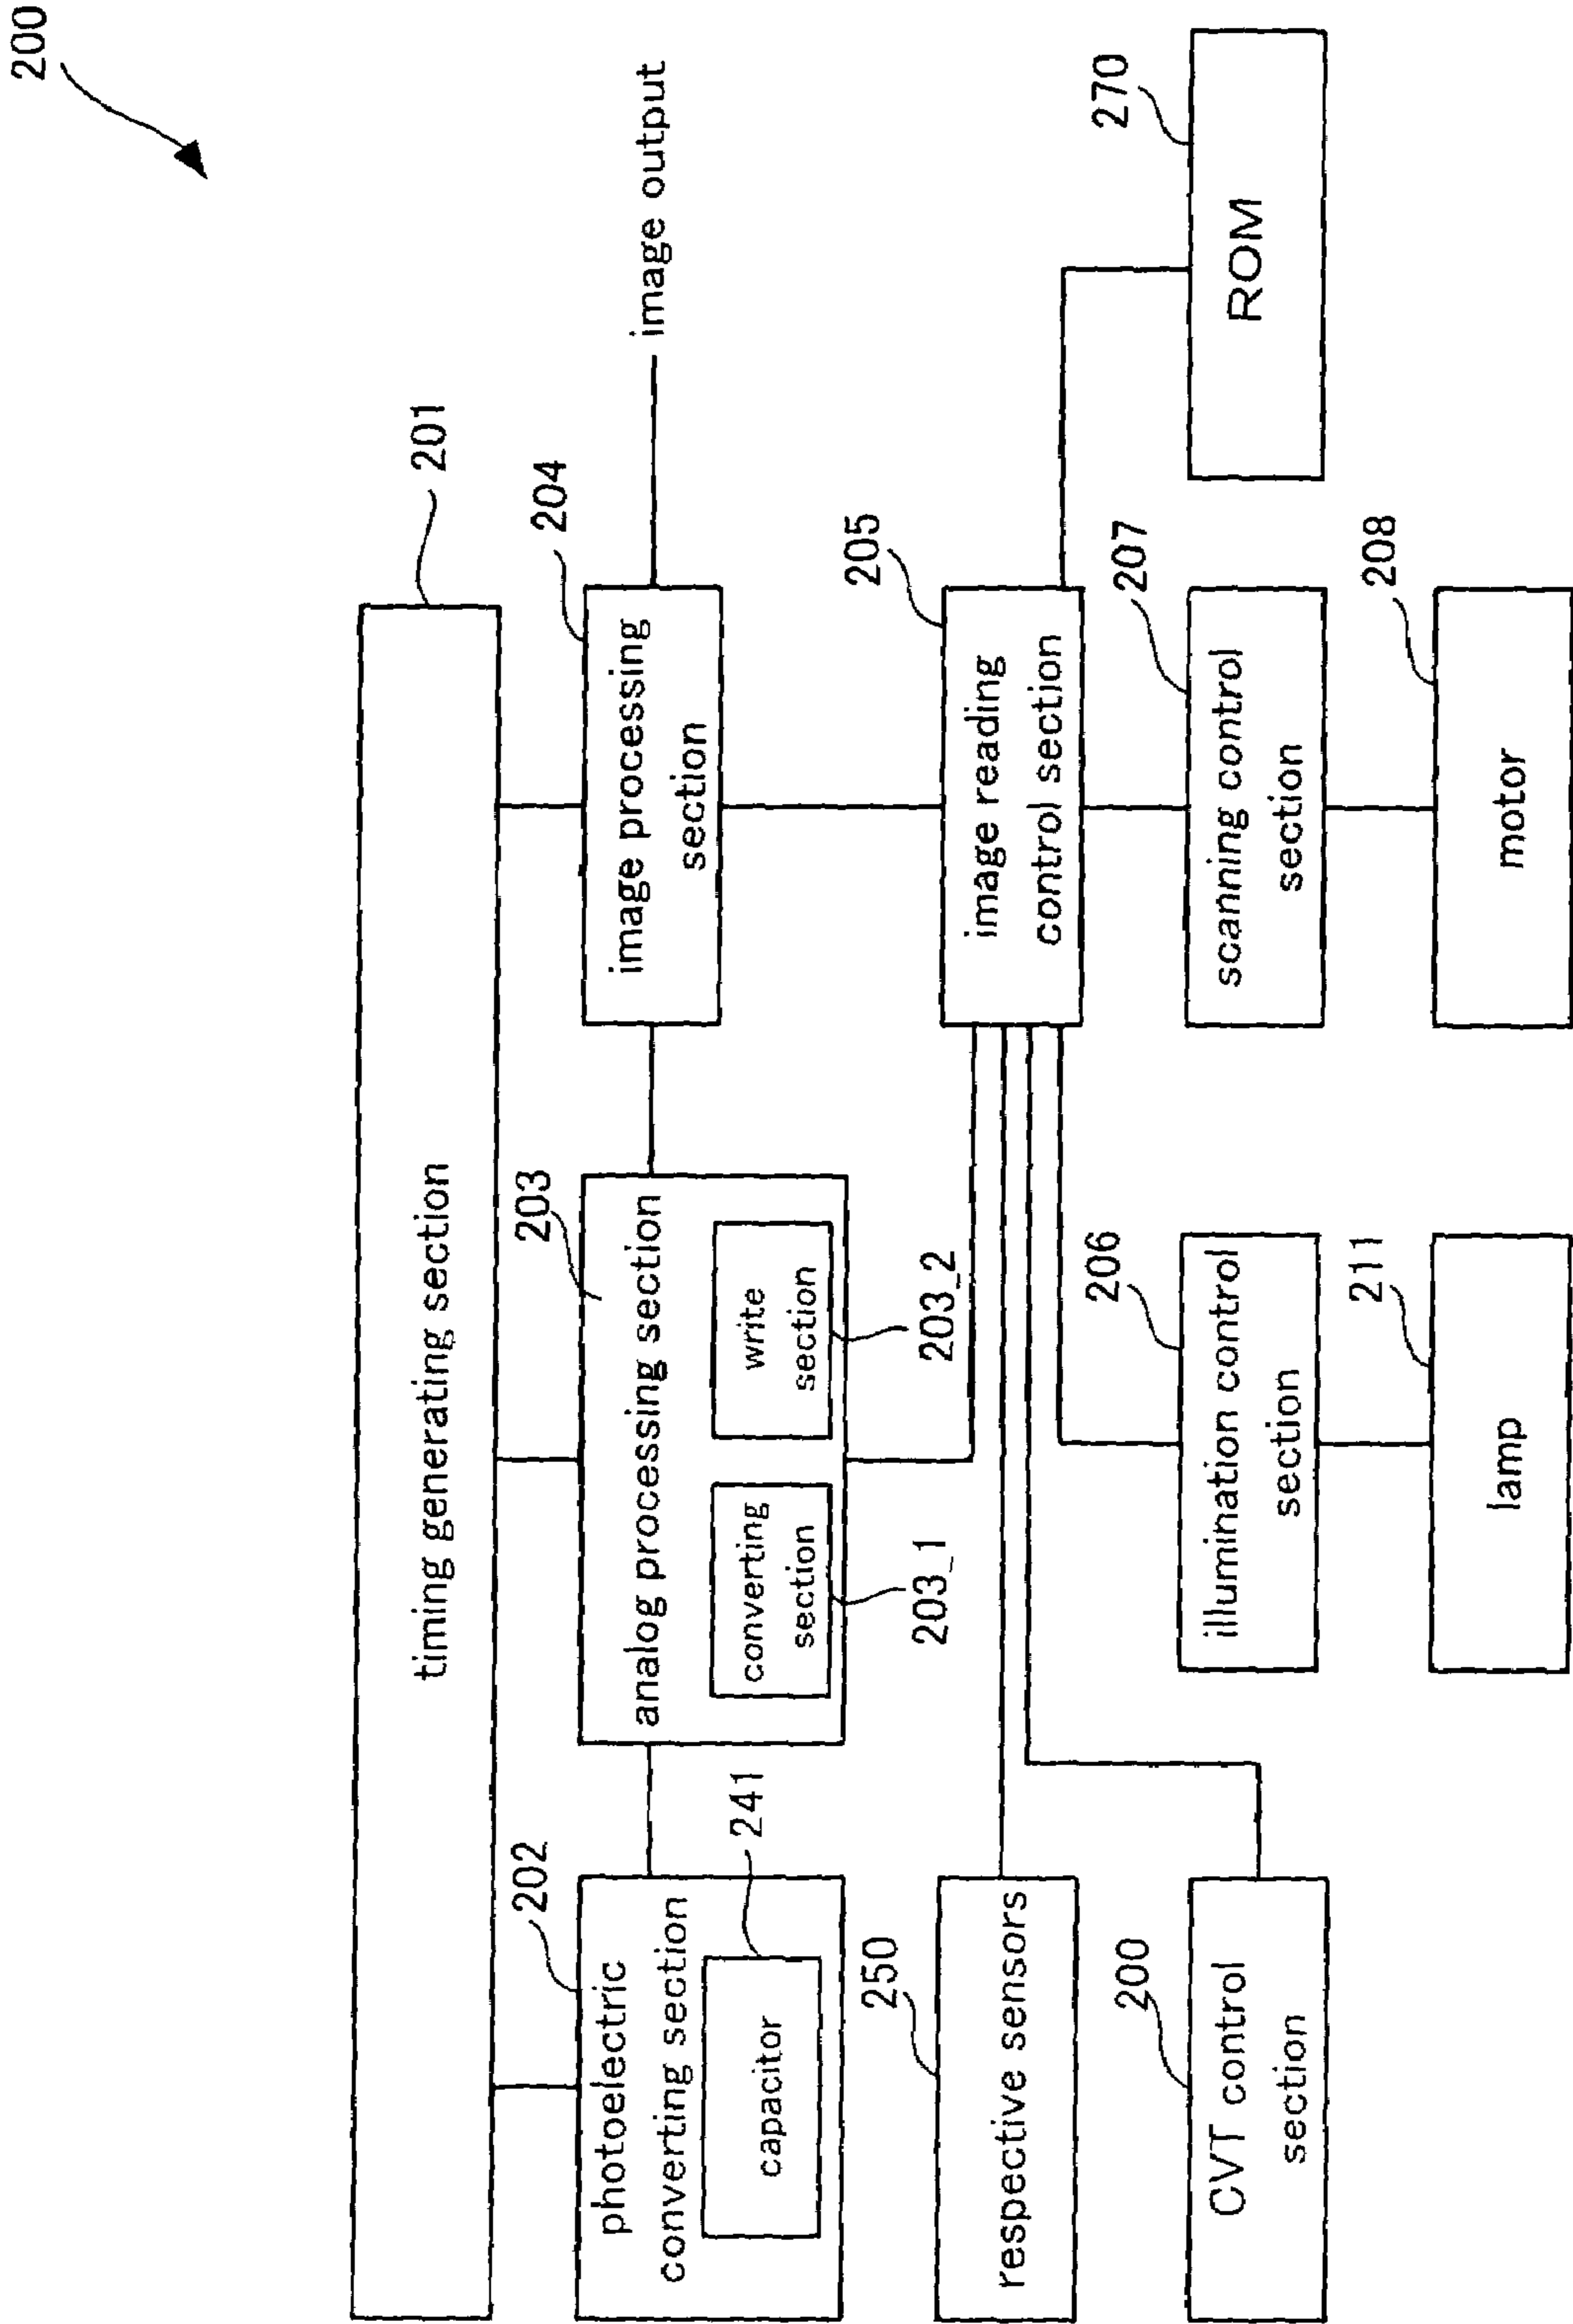 200
timing generating section
201
202
photoelectric
converting section
capacitor
241
203
analog processing section
converting
section
203_1
write
section
203_2
204
image processing
section
image output
250
respective sensors
205
image reading
control section
200
CVT control
section
206
illumination control
section
207
scanning control
section
270
ROM
211
lamp
208
motor